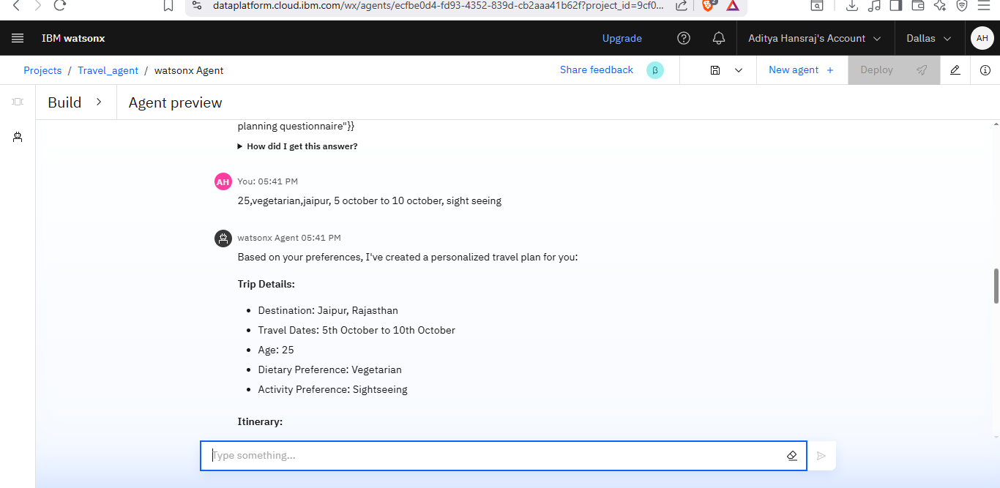 dataplatform.cloud.ibm.com/wx/agents/ecfbe0d4-fd93-4352-839d-cb2aaa41b62f?project_id=9cf0...
2
IBM watsonx
Upgrade
Aditya Hansraj's Account
Dallas
AH
Projects / Travel_agent / watsonx Agent
Share feedback
β
New agent +
Deploy
Build
Agent preview
planning questionnaire"}}
How did I get this answer?
AH
You: 05:41 PM
25,vegetarian,jaipur, 5 october to 10 october, sight seeing
watsonx Agent 05:41 PM
Based on your preferences, I've created a personalized travel plan for you:
Trip Details:
• Destination: Jaipur, Rajasthan
• Travel Dates: 5th October to 10th October
• Age: 25
• Dietary Preference: Vegetarian
• Activity Preference: Sightseeing
Itinerary:
Type something...